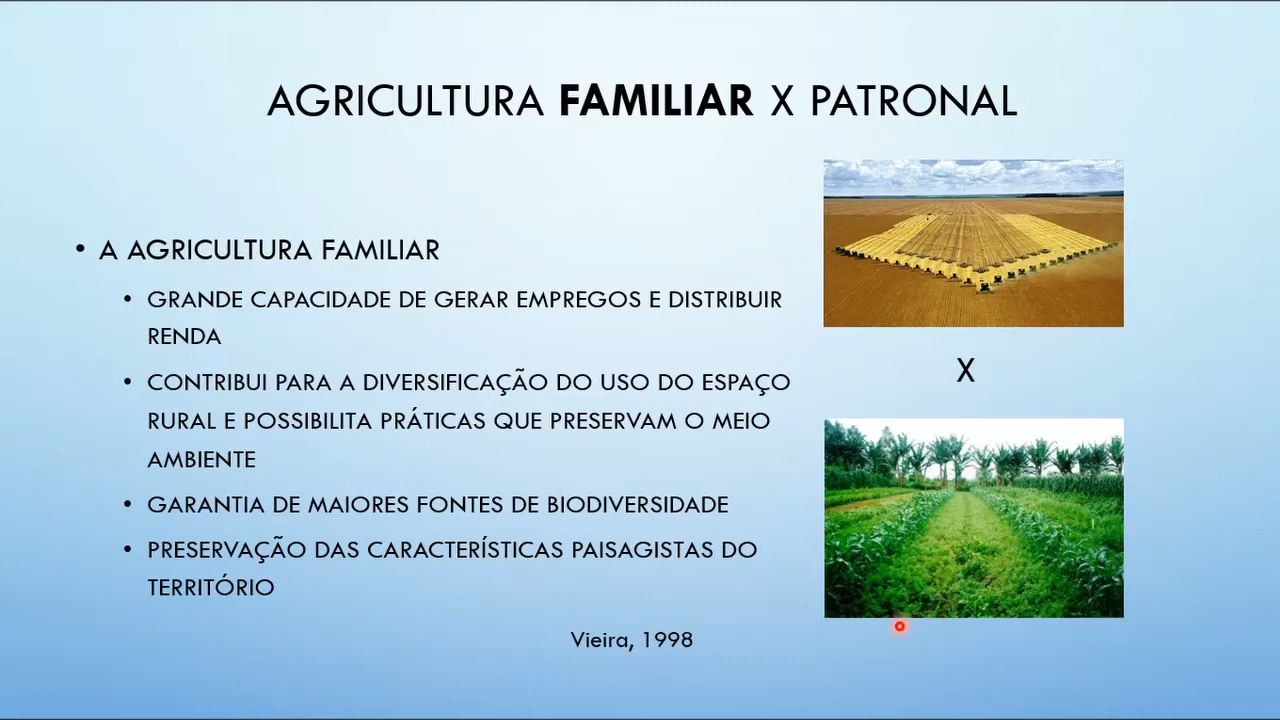 AGRICULTURA FAMILIAR X PATRONAL
• A AGRICULTURA FAMILIAR
• GRANDE CAPACIDADE DE GERAR EMPREGOS E DISTRIBUIR
RENDA
• CONTRIBUI PARA A DIVERSIFICAÇÃO DO USO DO ESPAÇO
RURAL E POSSIBILITA PRÁTICAS QUE PRESERVAM O MEIO
AMBIENTE
• GARANTIA DE MAIORES FONTES DE BIODIVERSIDADE
• PRESERVAÇÃO DAS CARACTERÍSTICAS PAISAGISTAS DO
TERRITÓRIO
Vieira, 1998
X